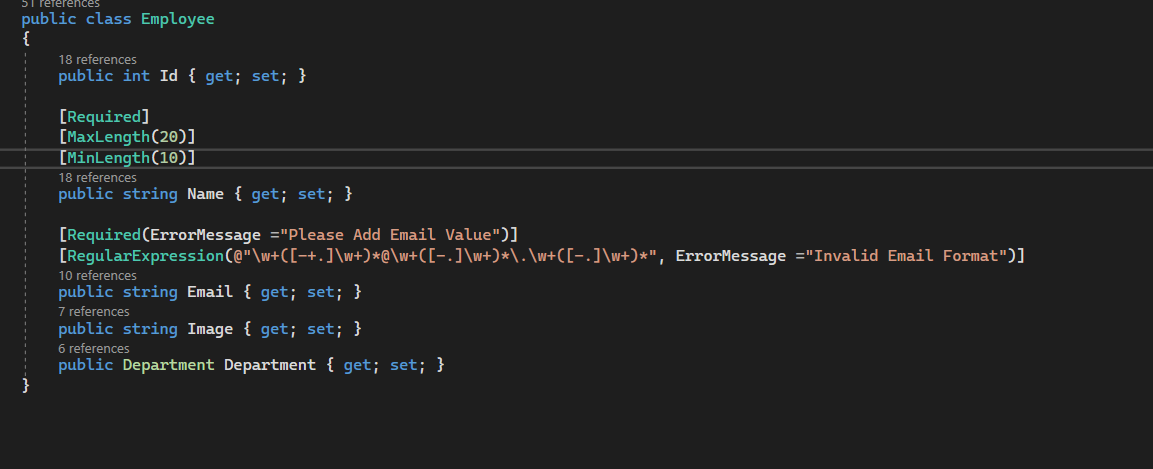 51 references
public class Employee
{
18 references
public int Id { get; set; }
[Required]
[MaxLength(20)]
[MinLength(10)]
18 references
public string Name { get; set; }
[Required(ErrorMessage ="Please Add Email Value")]
[RegularExpression(@"\w+([-+.]\w+)*@\w+([-.]\w+)*\.\w+([-.]\w+)*", ErrorMessage ="Invalid Email Format")]
10 references
public string Email { get; set; }
7 references
public string Image { get; set; }
6 references
public Department Department { get; set; }
}